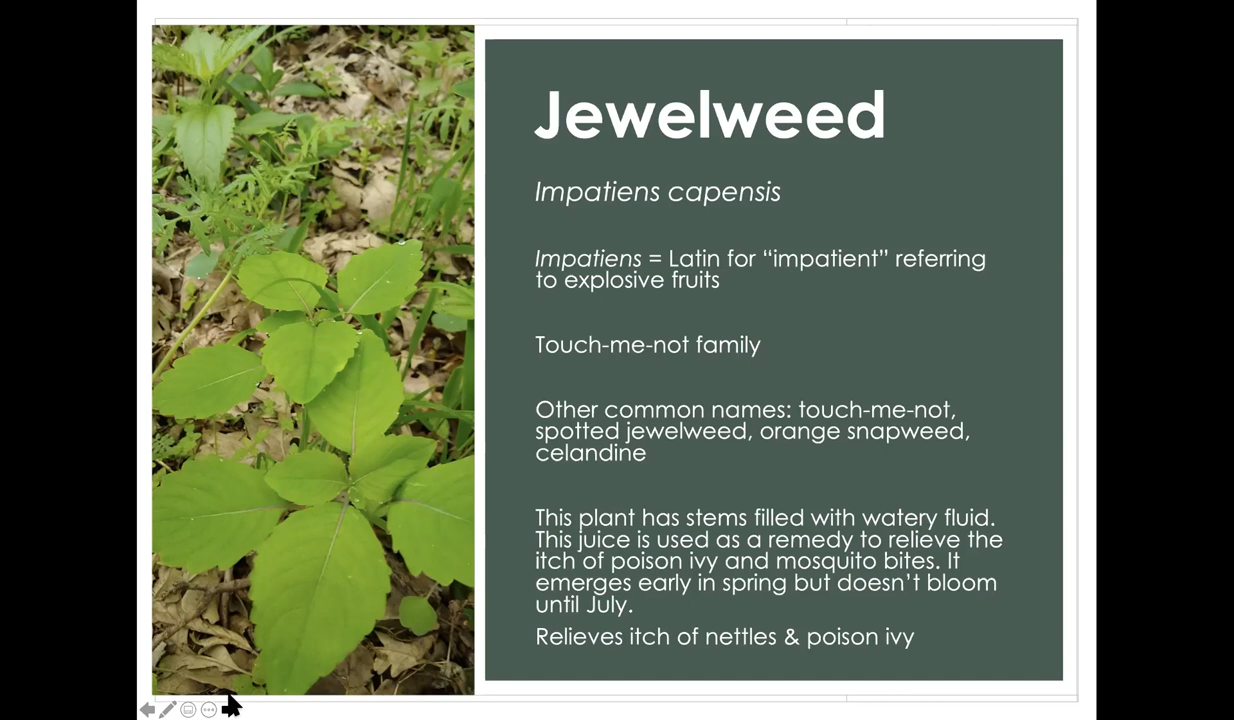 Jewelweed
Impatiens capensis
Impatiens = Latin for “impatient” referring
to explosive fruits
Touch-me-not family
Other common names: touch-me-not,
spotted jewelweed, orange snapweed,
celandine
This plant has stems filled with watery fluid.
This juice is used as a remedy to relieve the
itch of poison ivy and mosquito bites. It
emerges early in spring but doesn’t bloom
until July.
Relieves itch of nettles & poison ivy